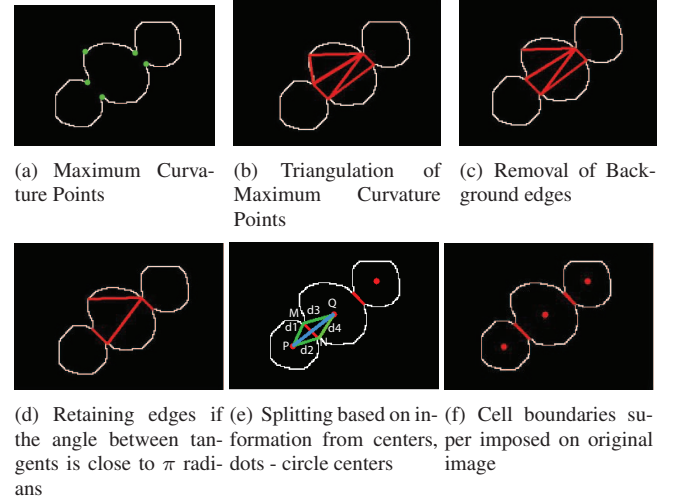 (a) Maximum Curva-
ture Points
(b) Triangulation of
Maximum Curvature
Points
(c) Removal of Back-
ground edges
Q
M
d3
d1
d4
N
P
d2
(d) Retaining edges if
the angle between tan-
gents is close to π radi-
ans
(e) Splitting based on in-
formation from centers,
dots - circle centers
(f) Cell boundaries su-
per imposed on original
image